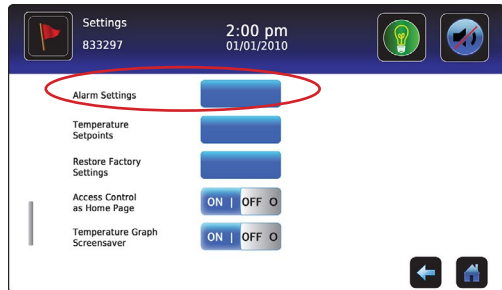 Settings
833297
2:00 pm
01/01/2010
Alarm Settings
Temperature
Setpoints
Restore Factory
Settings
Access Control
as Home Page
ON | OFF O
Temperature Graph
Screensaver
ON | OFF O